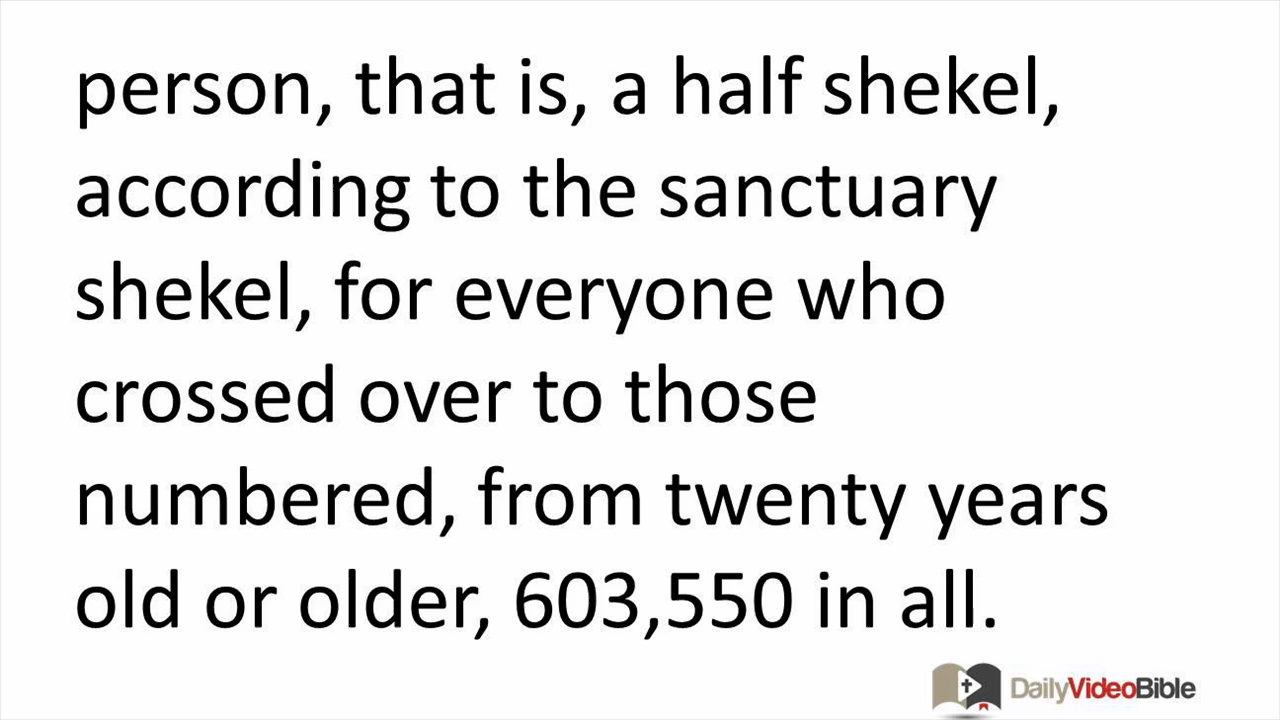 person, that is, a half shekel,
according to the sanctuary
shekel, for everyone who
crossed over to those
numbered, from twenty years
old or older, 603,550 in all.
DailyVideoBible